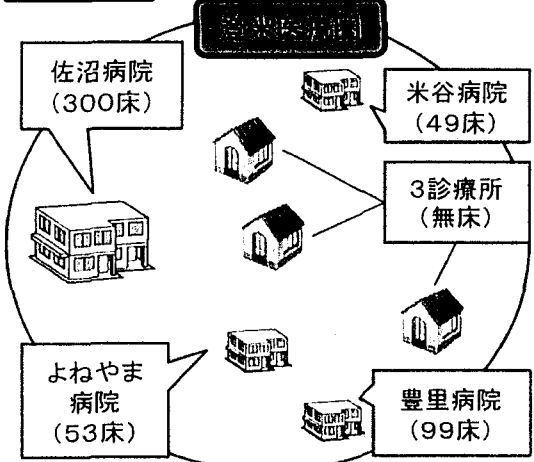 佐沼病院
(300床)
米谷病院
(49床)
3診療所
(無床)
よねやま
病院
(53床)
豊里病院
(99床)